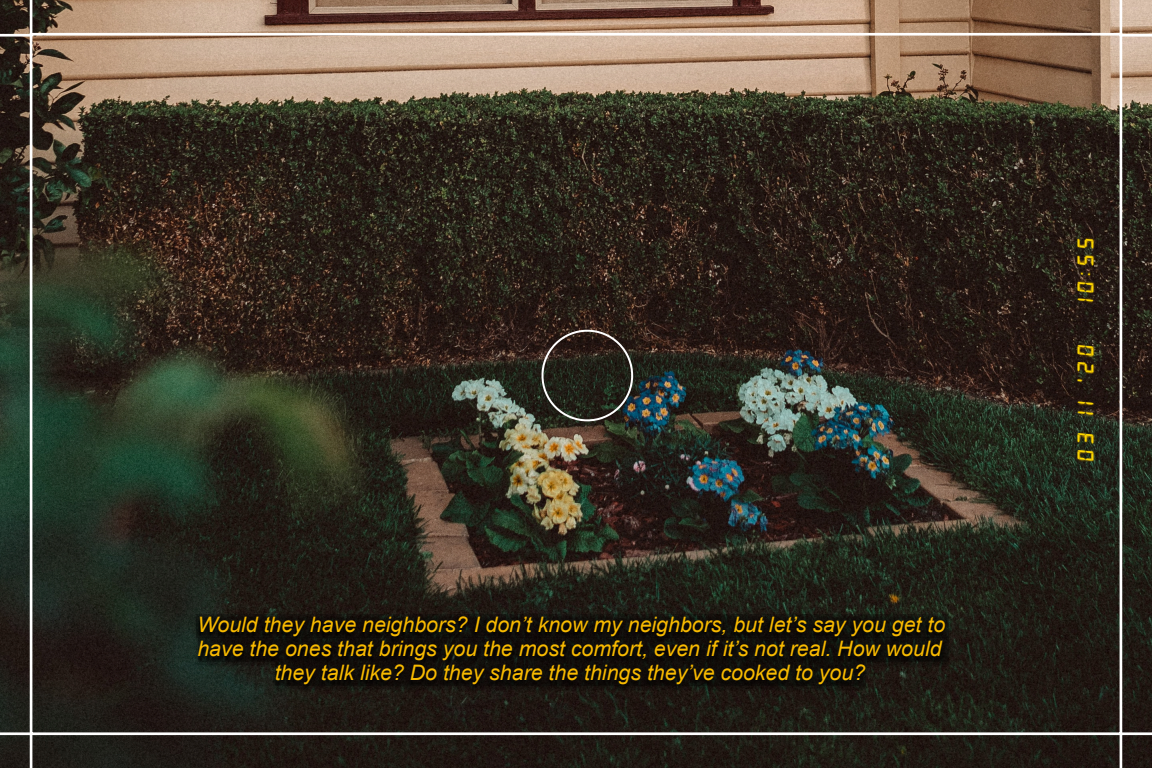 03 11 '20 10:55
Would they have neighbors? I don't know my neighbors, but let's say you get to
have the ones that brings you the most comfort, even if it's not real. How would
they talk like? Do they share the things they've cooked to you?